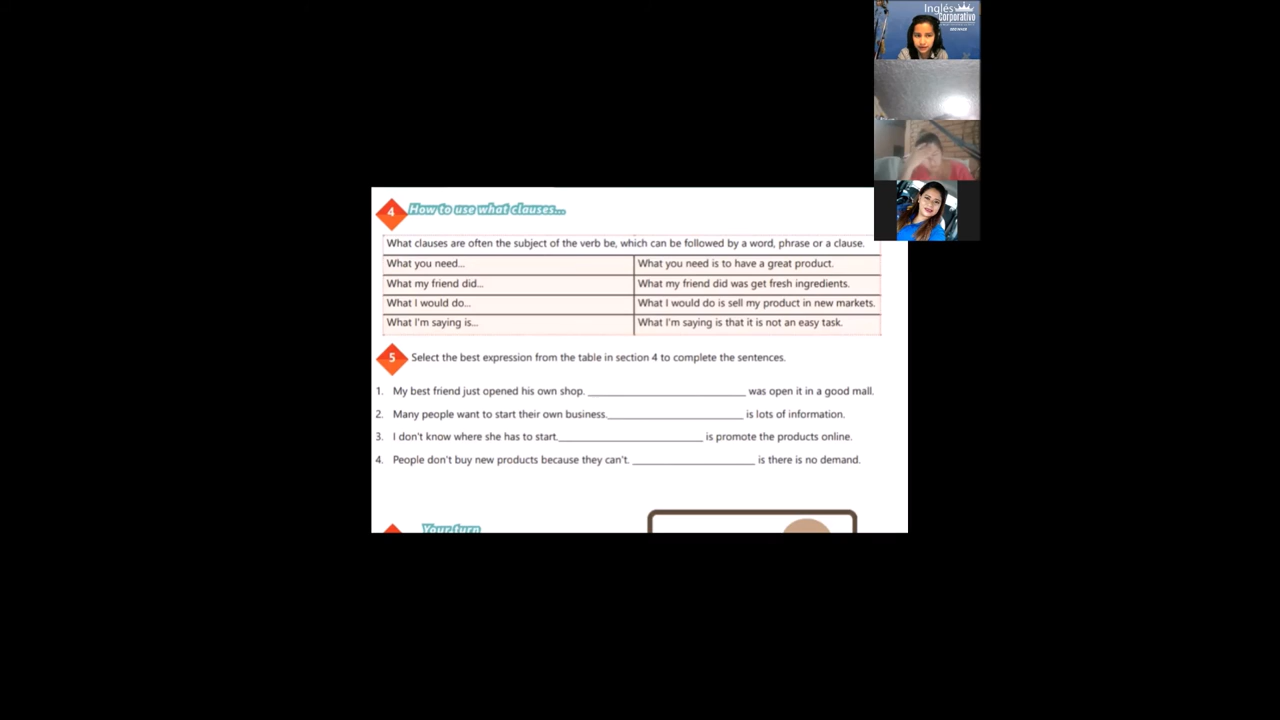 Inglés
Corporativo
4 How to use what clauses...
What clauses are often the subject of the verb be, which can be followed by a word, phrase or a clause.
What you need... What you need is to have a great product.
What my friend did... What my friend did was get fresh ingredients.
What I would do... What I would do is sell my product in new markets.
What I'm saying is... What I'm saying is that it is not an easy task.
5 Select the best expression from the table in section 4 to complete the sentences.
1. My best friend just opened his own shop. ____________________ was open it in a good mall.
2. Many people want to start their own business.____________________ is lots of information.
3. I don't know where she has to start.____________________ is promote the products online.
4. People don't buy new products because they can't. ____________________ is there is no demand.
Your turn